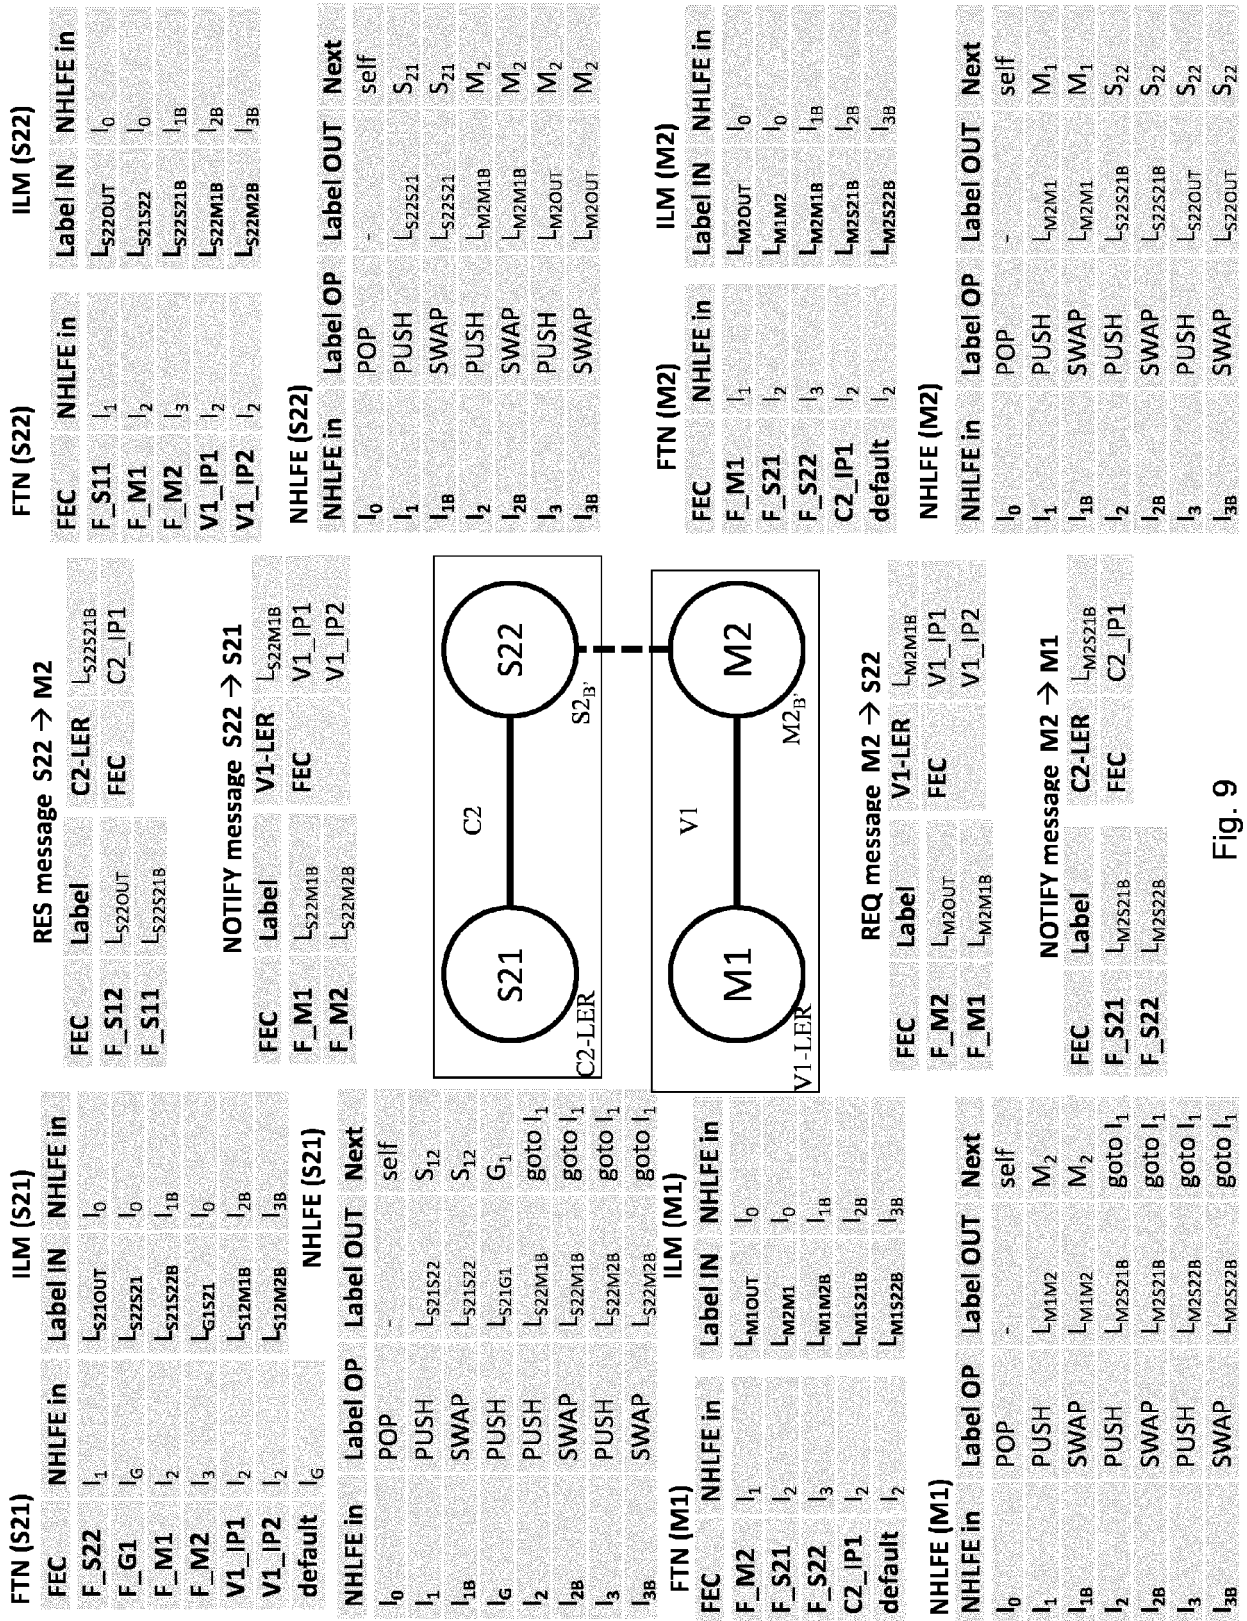 FTN (S21)
FEC NHLFE in
F_S22 I1
F_G1 IG
F_M1 I2
F_M2 I3
V1_IP1 I2
V1_IP2 I2
default IG
ILM (S21)
Label IN NHLFE in
LS21OUT I0
LS22S21 I0
LS21S22B I1B
LG1S21 I0
LS12M1B I2B
LS12M2B I3B
NHLFE (S21)
NHLFE in Label OP Label OUT Next
I0 POP - self
I1 PUSH LS21S22 S12
I1B SWAP LS21S22 S12
IG PUSH LS21G1 G1
I2 PUSH LS22M1B goto I1
I2B SWAP LS22M1B goto I1
I3 PUSH LS22M2B goto I1
I3B SWAP LS22M2B goto I1
FTN (M1)
FEC NHLFE in
F_M2 I1
F_S21 I2
F_S22 I3
C2_IP1 I2
default I2
ILM (M1)
Label IN NHLFE in
LM1OUT I0
LM2M1 I0
LM1M2B I1B
LM1S21B I2B
LM1S22B I3B
NHLFE (M1)
NHLFE in Label OP Label OUT Next
I0 POP - self
I1 PUSH LM1M2 M2
I1B SWAP LM1M2 M2
I2 PUSH LM2S21B goto I1
I2B SWAP LM2S21B goto I1
I3 PUSH LM2S22B goto I1
I3B SWAP LM2S22B goto I1
RES message S22 → M2
FEC Label C2-LER LS22S21B
F_S12 LS22OUT FEC C2_IP1
F_S11 LS22S21B
NOTIFY message S22 → S21
FEC Label V1-LER LS22M1B
F_M1 LS22M1B FEC V1_IP1
F_M2 LS22M2B V1_IP2
S21 C2 S22
C2-LER S2B'
M1 V1 M2
V1-LER M2B'
REQ message M2 → S22
FEC Label V1-LER LM2M1B
F_M2 LM2OUT FEC V1_IP1
F_M1 LM2M1B V1_IP2
NOTIFY message M2 → M1
FEC Label C2-LER LM2S21B
F_S21 LM2S21B FEC C2_IP1
F_S22 LM2S22B
Fig. 9
FTN (S22)
FEC NHLFE in
F_S11 I1
F_M1 I2
F_M2 I3
V1_IP1 I2
V1_IP2 I2
ILM (S22)
Label IN NHLFE in
LS22OUT I0
LS21S22 I0
LS22S21B I1B
LS22M1B I2B
LS22M2B I3B
NHLFE (S22)
NHLFE in Label OP Label OUT Next
I0 POP - self
I1 PUSH LS22S21 S21
I1B SWAP LS22S21 S21
I2 PUSH LM2M1B M2
I2B SWAP LM2M1B M2
I3 PUSH LM2OUT M2
I3B SWAP LM2OUT M2
FTN (M2)
FEC NHLFE in
F_M1 I1
F_S21 I2
F_S22 I3
C2_IP1 I2
default I2
ILM (M2)
Label IN NHLFE in
LM2OUT I0
LM1M2 I0
LM2M1B I1B
LM2S21B I2B
LM2S22B I3B
NHLFE (M2)
NHLFE in Label OP Label OUT Next
I0 POP - self
I1 PUSH LM2M1 M1
I1B SWAP LM2M1 M1
I2 PUSH LS22S21B S22
I2B SWAP LS22S21B S22
I3 PUSH LS22OUT S22
I3B SWAP LS22OUT S22